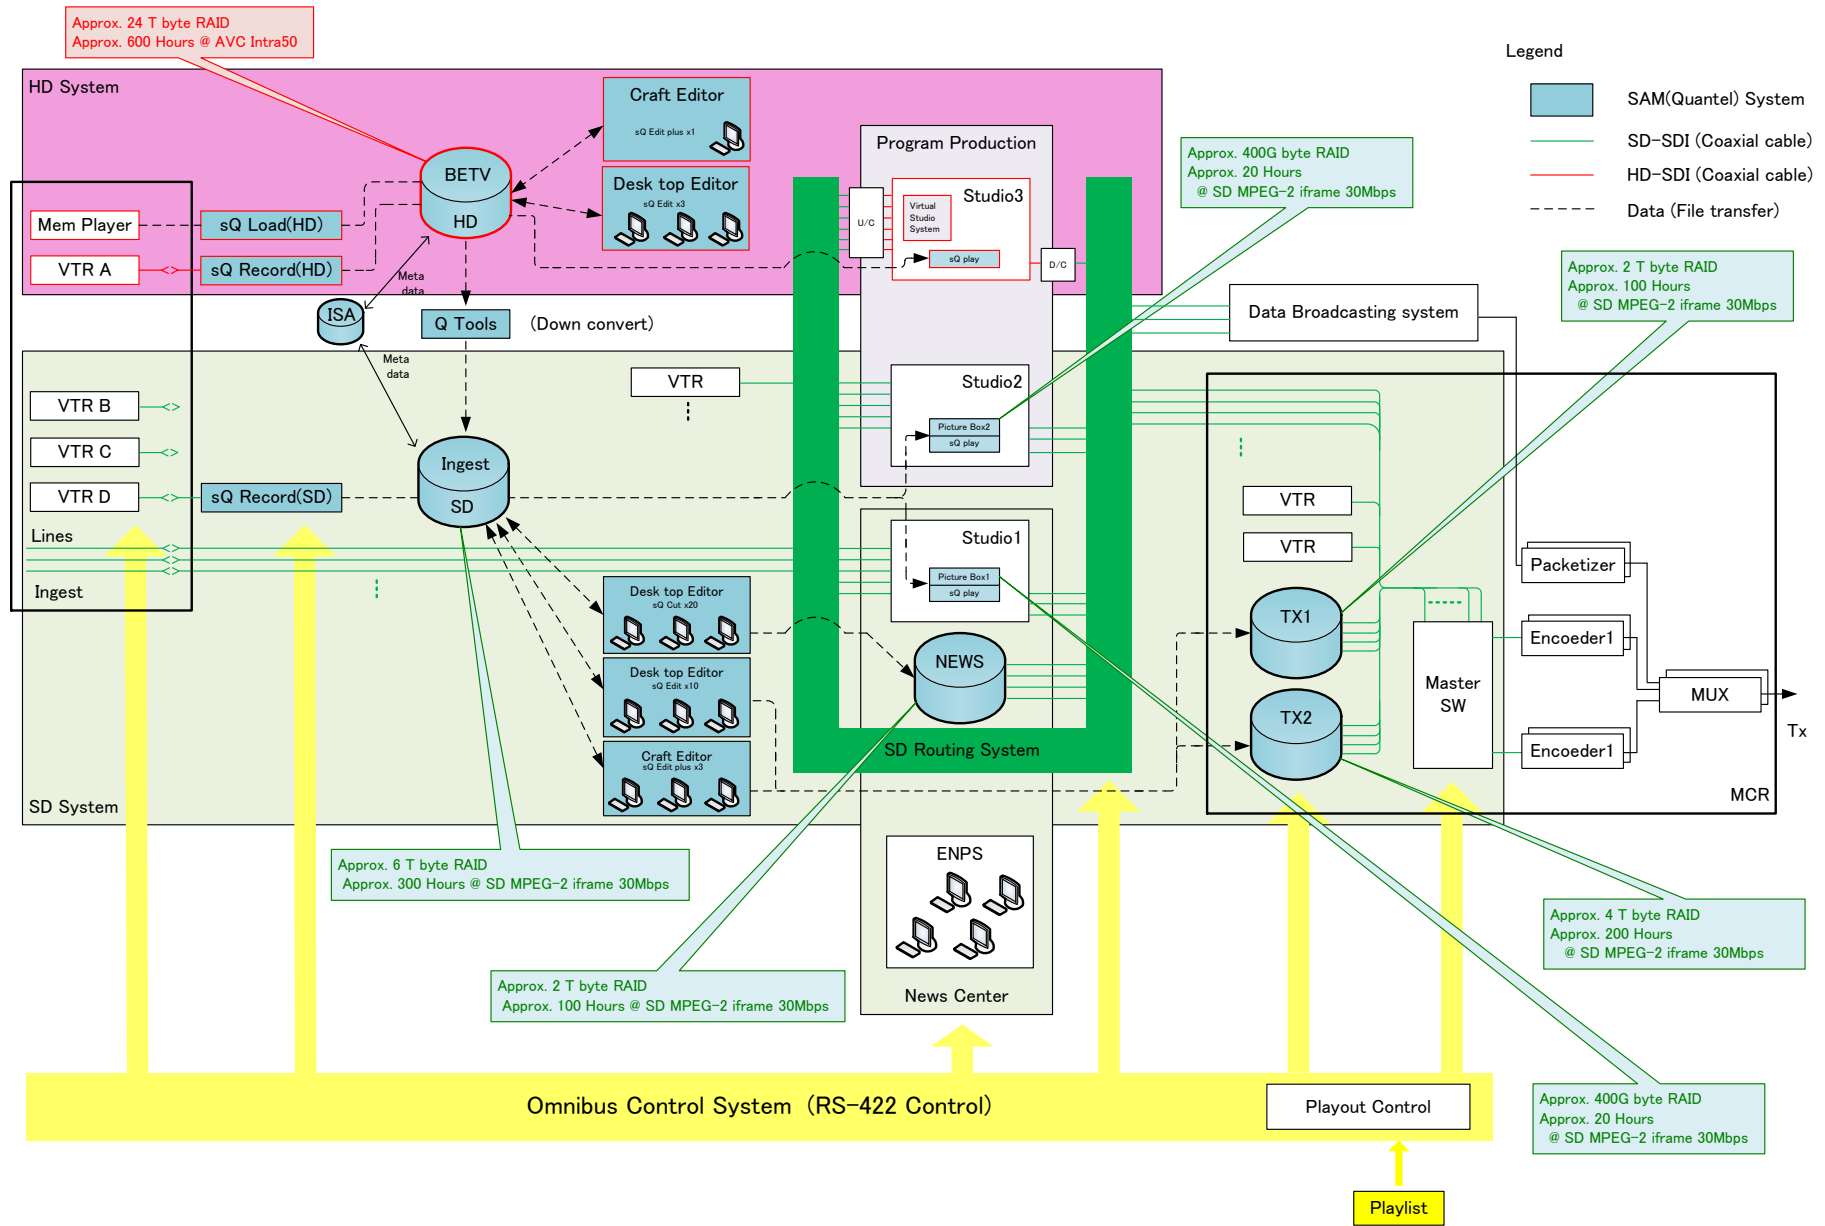 Approx. 24 T byte RAID
Approx. 600 Hours @ AVC Intra50
Legend
SAM(Quantel) System
SD-SDI (Coaxial cable)
HD-SDI (Coaxial cable)
Data (File transfer)
HD System
Craft Editor
sQ Edit plus x1
BETV
HD
Desk top Editor
sQ Edit x3
Mem Player
sQ Load(HD)
VTR A
sQ Record(HD)
Meta
data
ISA
Q Tools
(Down convert)
Meta
data
Program Production
Studio3
Virtual
Studio
System
U/C
sQ play
D/C
Approx. 400G byte RAID
Approx. 20 Hours
@ SD MPEG-2 iframe 30Mbps
Approx. 2 T byte RAID
Approx. 100 Hours
@ SD MPEG-2 iframe 30Mbps
Data Broadcasting system
VTR
Studio2
Picture Box2
sQ play
VTR B
VTR C
VTR D
sQ Record(SD)
Ingest
SD
Lines
Ingest
Studio1
Picture Box1
sQ play
VTR
VTR
Packetizer
Desk top Editor
sQ Cut x20
TX1
Encoeder1
NEWS
Desk top Editor
sQ Edit x10
Master
SW
MUX
TX2
Tx
Craft Editor
sQ Edit plus x3
SD Routing System
Encoeder1
SD System
MCR
ENPS
Approx. 6 T byte RAID
Approx. 300 Hours @ SD MPEG-2 iframe 30Mbps
Approx. 4 T byte RAID
Approx. 200 Hours
@ SD MPEG-2 iframe 30Mbps
Approx. 2 T byte RAID
Approx. 100 Hours @ SD MPEG-2 iframe 30Mbps
News Center
Omnibus Control System (RS-422 Control)
Playout Control
Approx. 400G byte RAID
Approx. 20 Hours
@ SD MPEG-2 iframe 30Mbps
Playlist